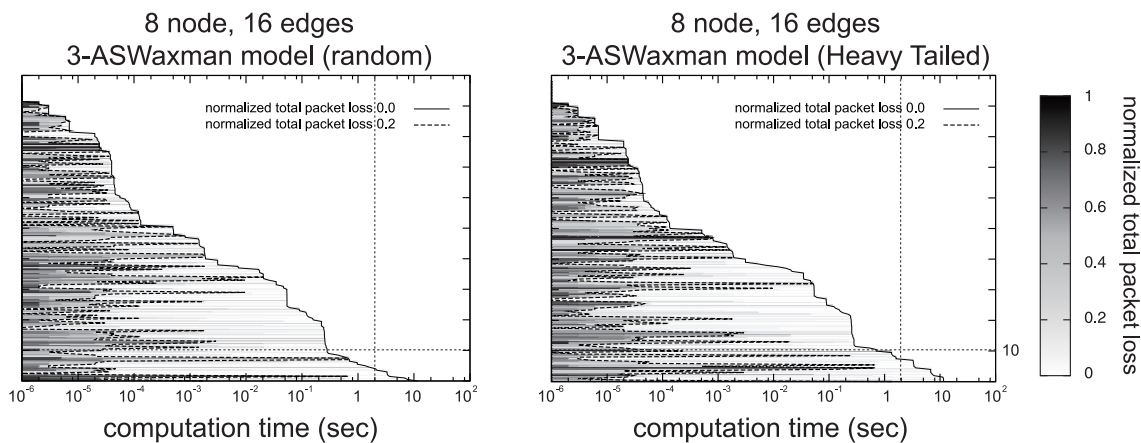 8 node, 16 edges
3-ASWaxman model (random)
normalized total packet loss 0.0
normalized total packet loss 0.2
10^-6 10^-5 10^-4 10^-3 10^-2 10^-1 1 10 10^2
computation time (sec)
8 node, 16 edges
3-ASWaxman model (Heavy Tailed)
normalized total packet loss 0.0
normalized total packet loss 0.2
10
10^-6 10^-5 10^-4 10^-3 10^-2 10^-1 1 10 10^2
computation time (sec)
1
0.8
0.6
0.4
0.2
0
normalized total packet loss